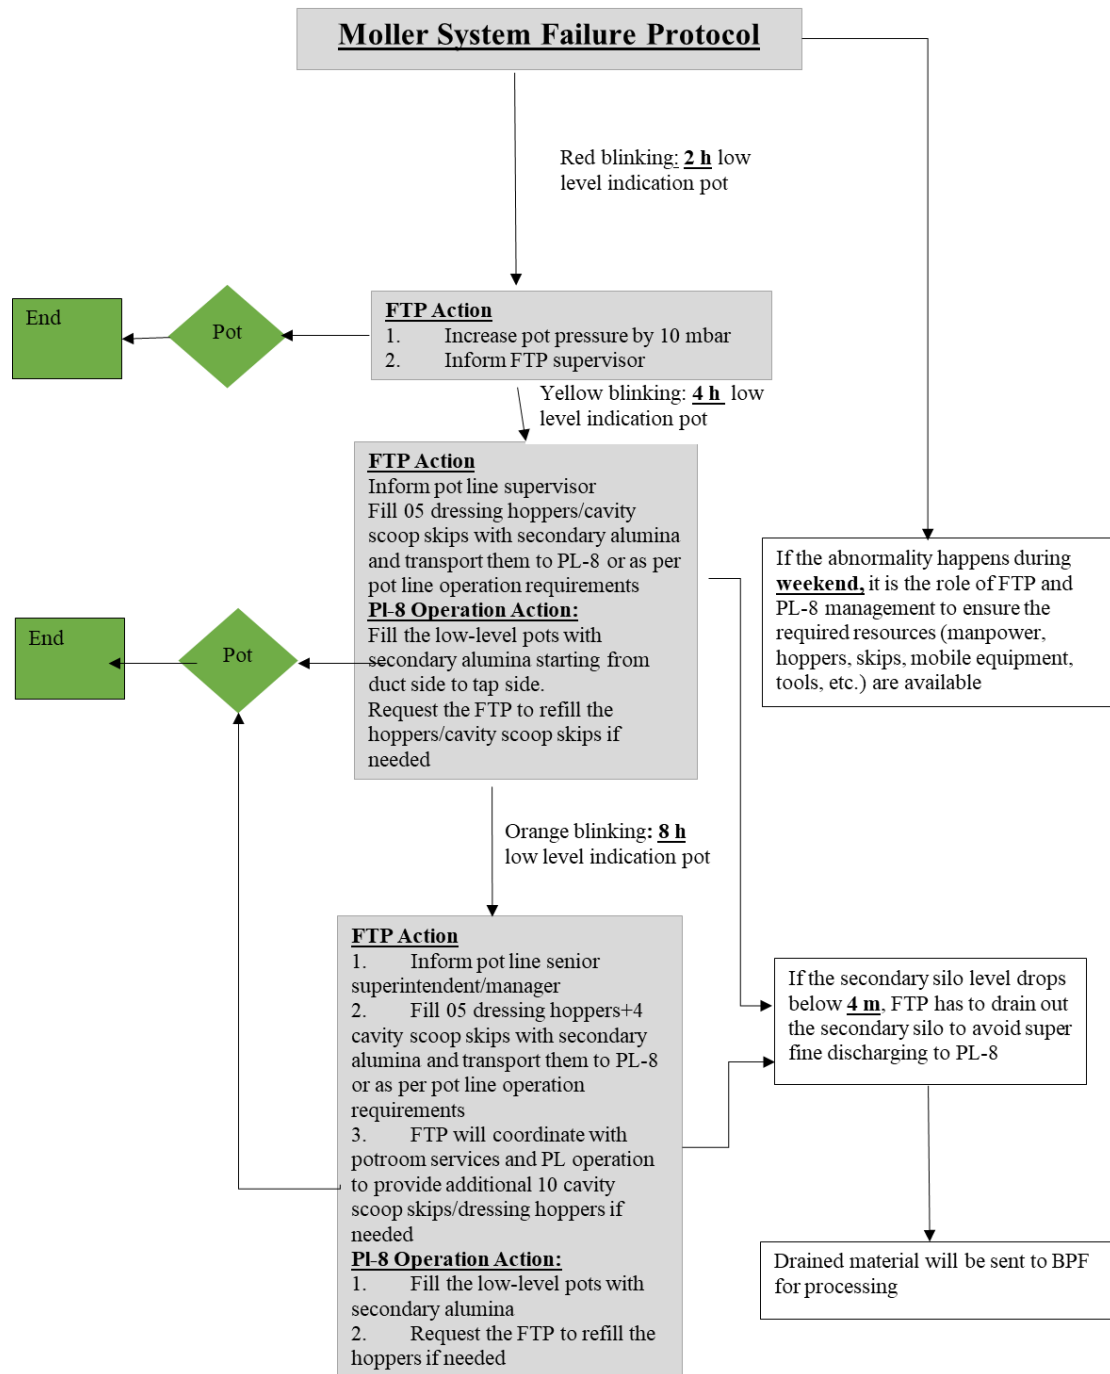 Moller System Failure Protocol
Red blinking: 2 h low
level indication pot
FTP Action
1. Increase pot pressure by 10 mbar
2. Inform FTP supervisor
Pot
End
Yellow blinking: 4 h low
level indication pot
FTP Action
Inform pot line supervisor
Fill 05 dressing hoppers/cavity
scoop skips with secondary alumina
and transport them to PL-8 or as per
pot line operation requirements
Pl-8 Operation Action:
Fill the low-level pots with
secondary alumina starting from
duct side to tap side.
Request the FTP to refill the
hoppers/cavity scoop skips if
needed
Pot
End
If the abnormality happens during
weekend, it is the role of FTP and
PL-8 management to ensure the
required resources (manpower,
hoppers, skips, mobile equipment,
tools, etc.) are available
Orange blinking: 8 h
low level indication pot
FTP Action
1. Inform pot line senior
superintendent/manager
2. Fill 05 dressing hoppers+4
cavity scoop skips with secondary
alumina and transport them to PL-8
or as per pot line operation
requirements
3. FTP will coordinate with
potroom services and PL operation
to provide additional 10 cavity
scoop skips/dressing hoppers if
needed
Pl-8 Operation Action:
1. Fill the low-level pots with
secondary alumina
2. Request the FTP to refill the
hoppers if needed
If the secondary silo level drops
below 4 m, FTP has to drain out
the secondary silo to avoid super
fine discharging to PL-8
Drained material will be sent to BPF
for processing